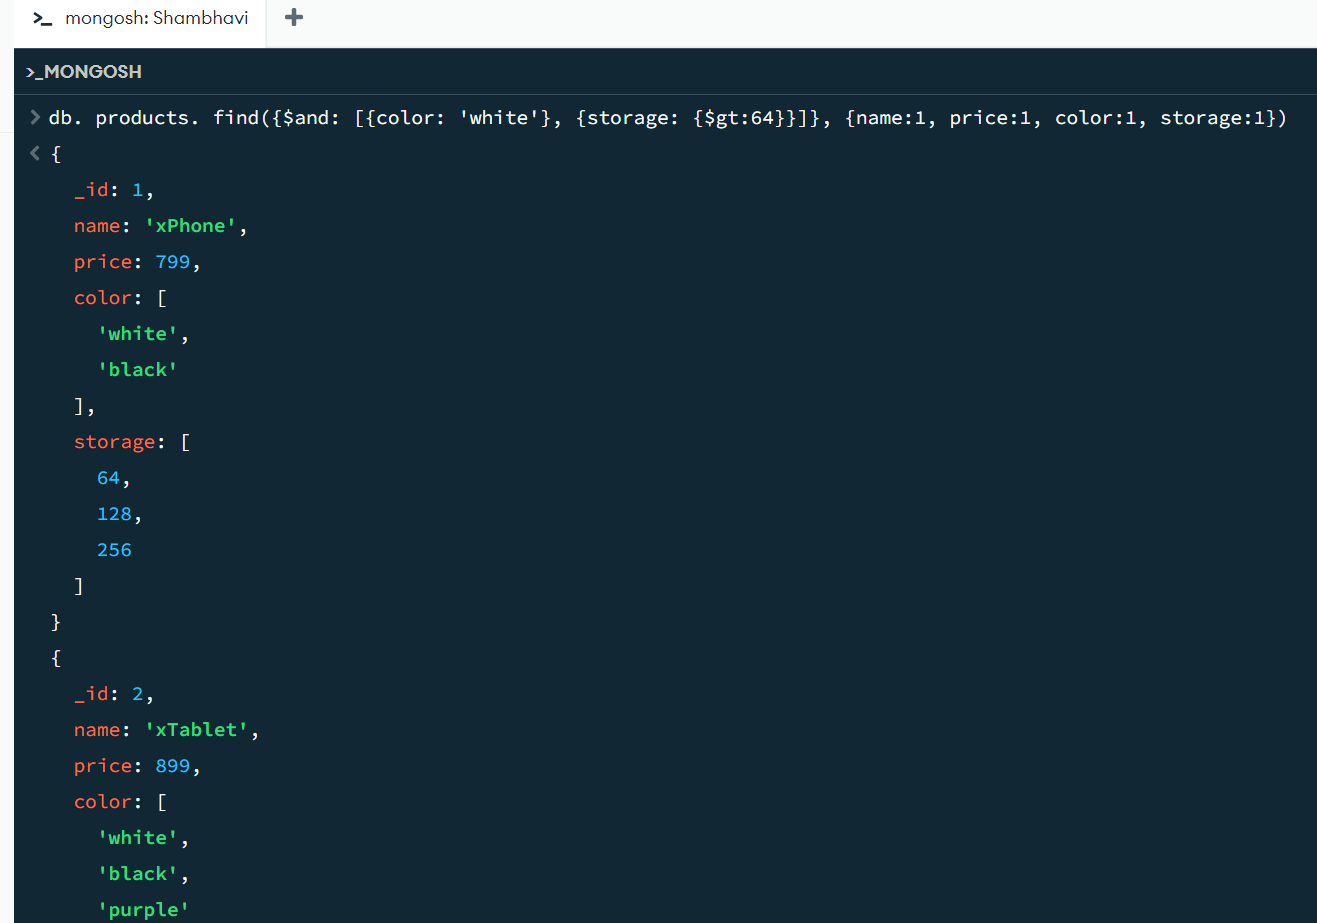 >_ mongosh: Shambhavi +
>_MONGOSH
> db. products. find({$and: [{color: 'white'}, {storage: {$gt:64}}]}, {name:1, price:1, color:1, storage:1})
< {
_id: 1,
name: 'xPhone',
price: 799,
color: [
'white',
'black'
],
storage: [
64,
128,
256
]
}
{
_id: 2,
name: 'xTablet',
price: 899,
color: [
'white',
'black',
'purple'